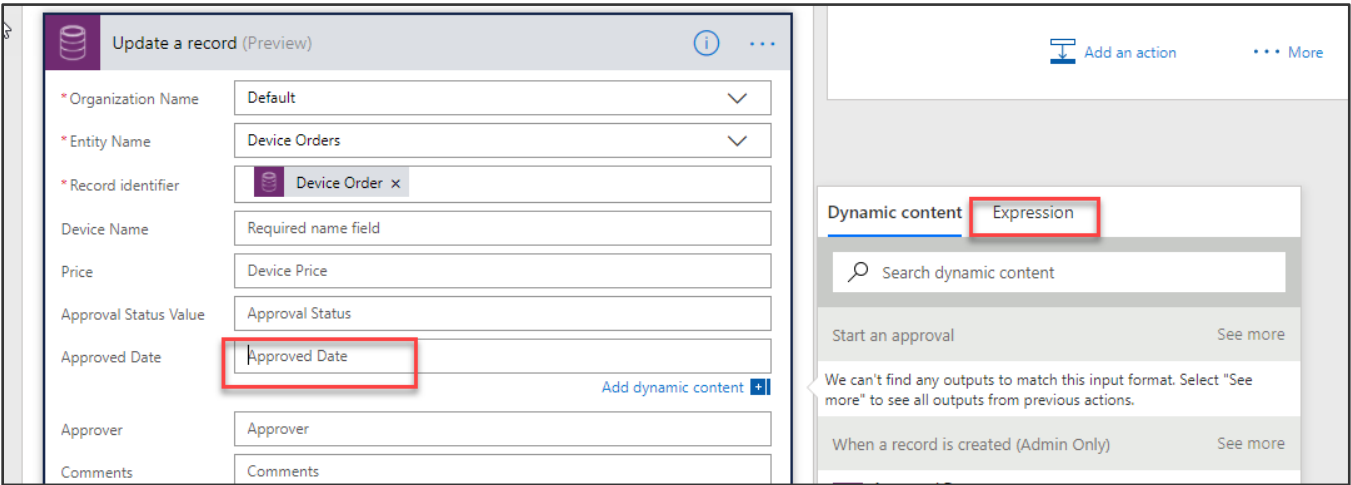 Update a record (Preview)
* Organization Name Default
* Entity Name Device Orders
* Record identifier Device Order ×
Device Name Required name field
Price Device Price
Approval Status Value Approval Status
Approved Date Approved Date
Add dynamic content
Approver Approver
Comments Comments
Add an action ••• More
Dynamic content Expression
Search dynamic content
Start an approval See more
We can't find any outputs to match this input format. Select "See
more" to see all outputs from previous actions.
When a record is created (Admin Only) See more